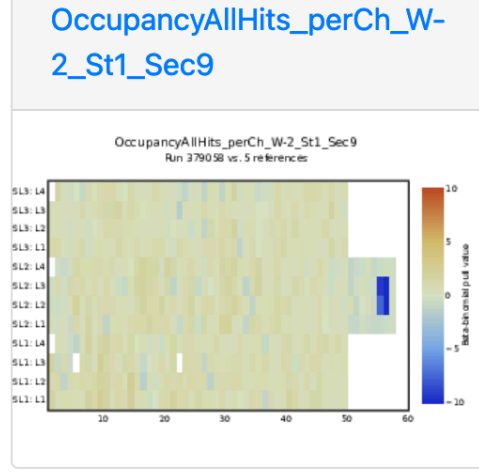 OccupancyAllHits_perCh_W-
2_St1_Sec9
OccupancyAllHits_perCh_W-2_St1_Sec9
Run 379058 vs. 5 references
SL3: L4
SL3: L3
SL3: L2
SL3: L1
SL2: L4
SL2: L3
SL2: L2
SL2: L1
SL1: L4
SL1: L3
SL1: L2
SL1: L1
10 20 30 40 50 60
10
5
0
−5
−10
Beta-binomial pull value